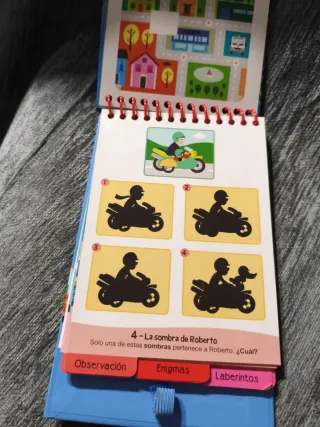 1
2
3
4
4 - La sombra de Roberto
Solo una de estas sombras pertenece a Roberto. ¿Cuál?
Observación
Enigmas
Laberintos